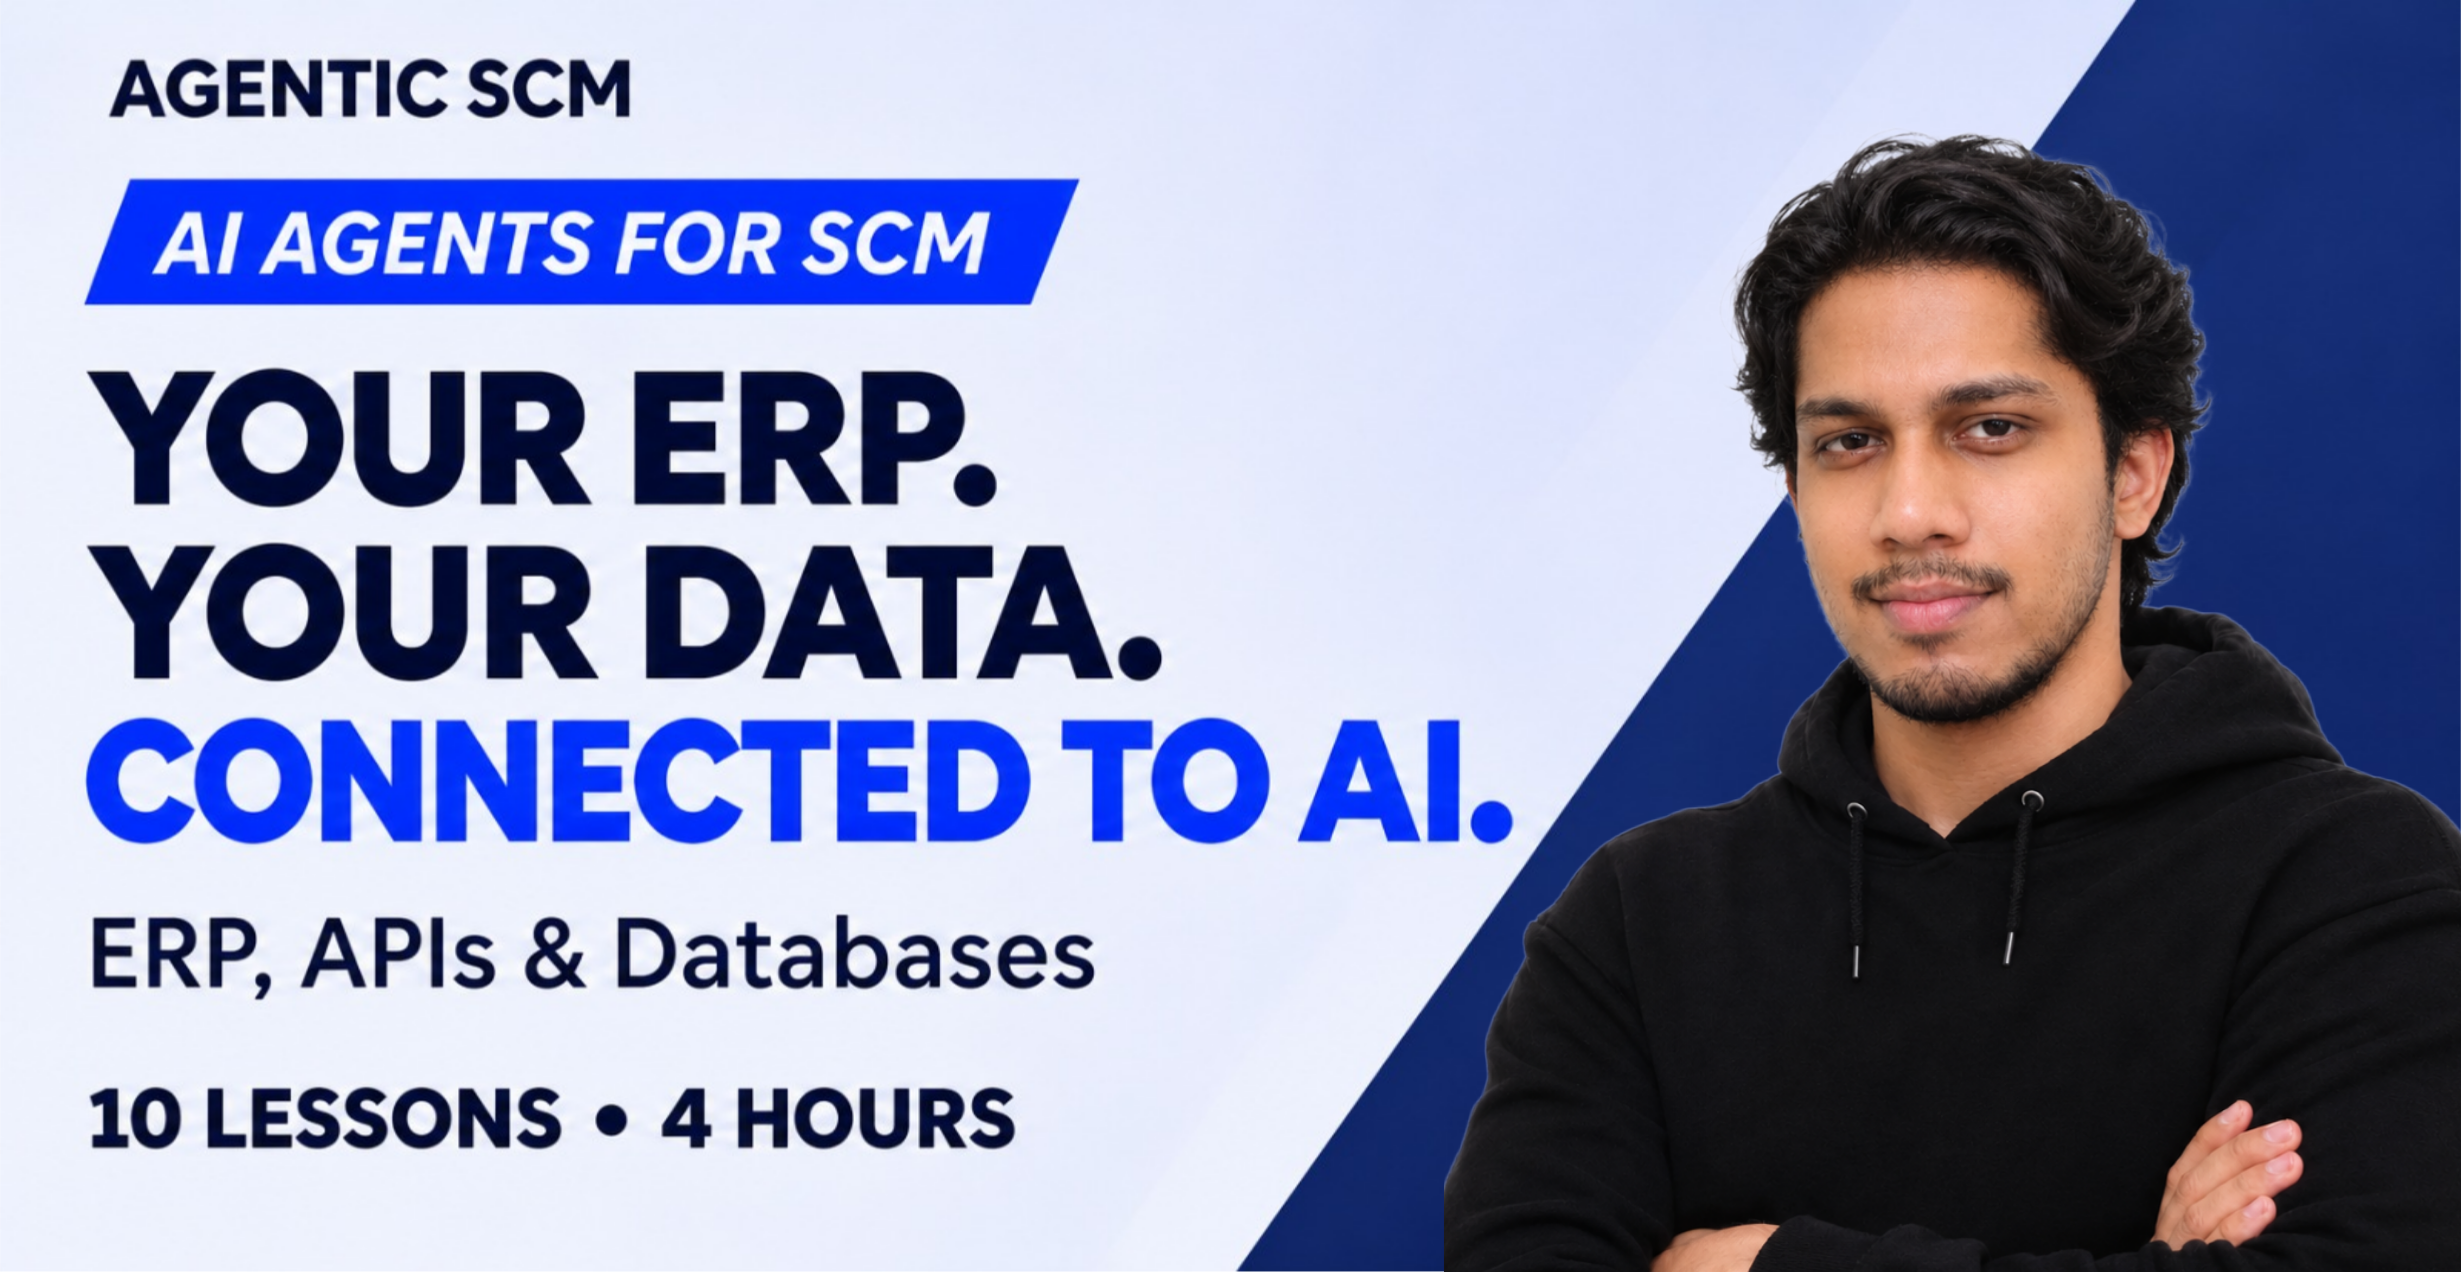 AGENTIC SCM
AI AGENTS FOR SCM
YOUR ERP.
YOUR DATA.
CONNECTED TO AI.
ERP, APIs & Databases
10 LESSONS • 4 HOURS